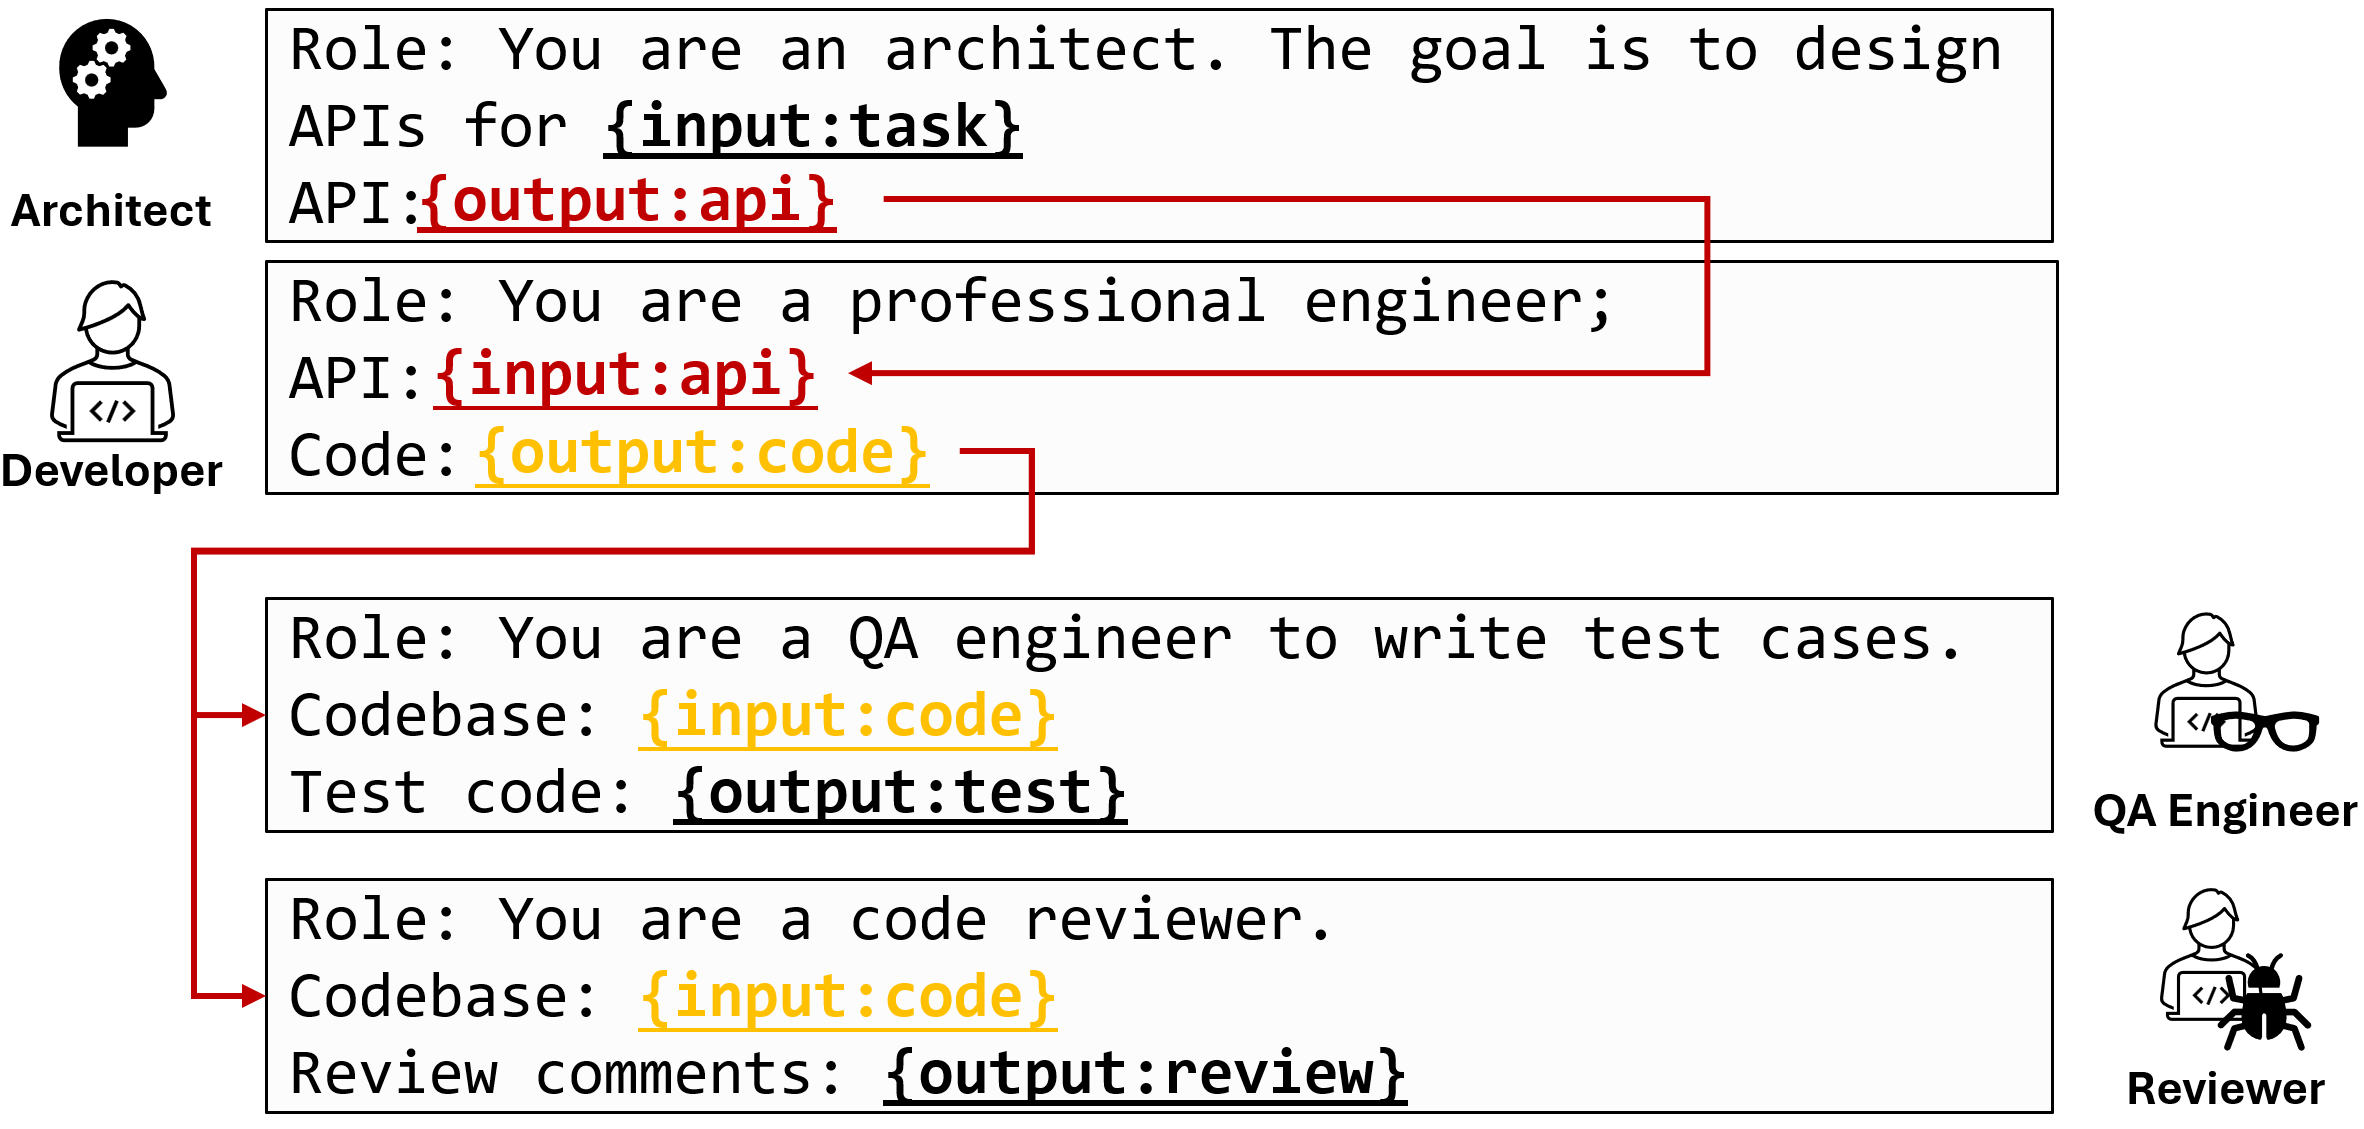 Role: You are an architect. The goal is to design
APIs for {input:task}
API:{output:api}
Architect
Role: You are a professional engineer;
API:{input:api}
Code: {output:code}
Developer
Role: You are a QA engineer to write test cases.
Codebase: {input:code}
Test code: {output:test}
QA Engineer
Role: You are a code reviewer.
Codebase: {input:code}
Review comments: {output:review}
Reviewer